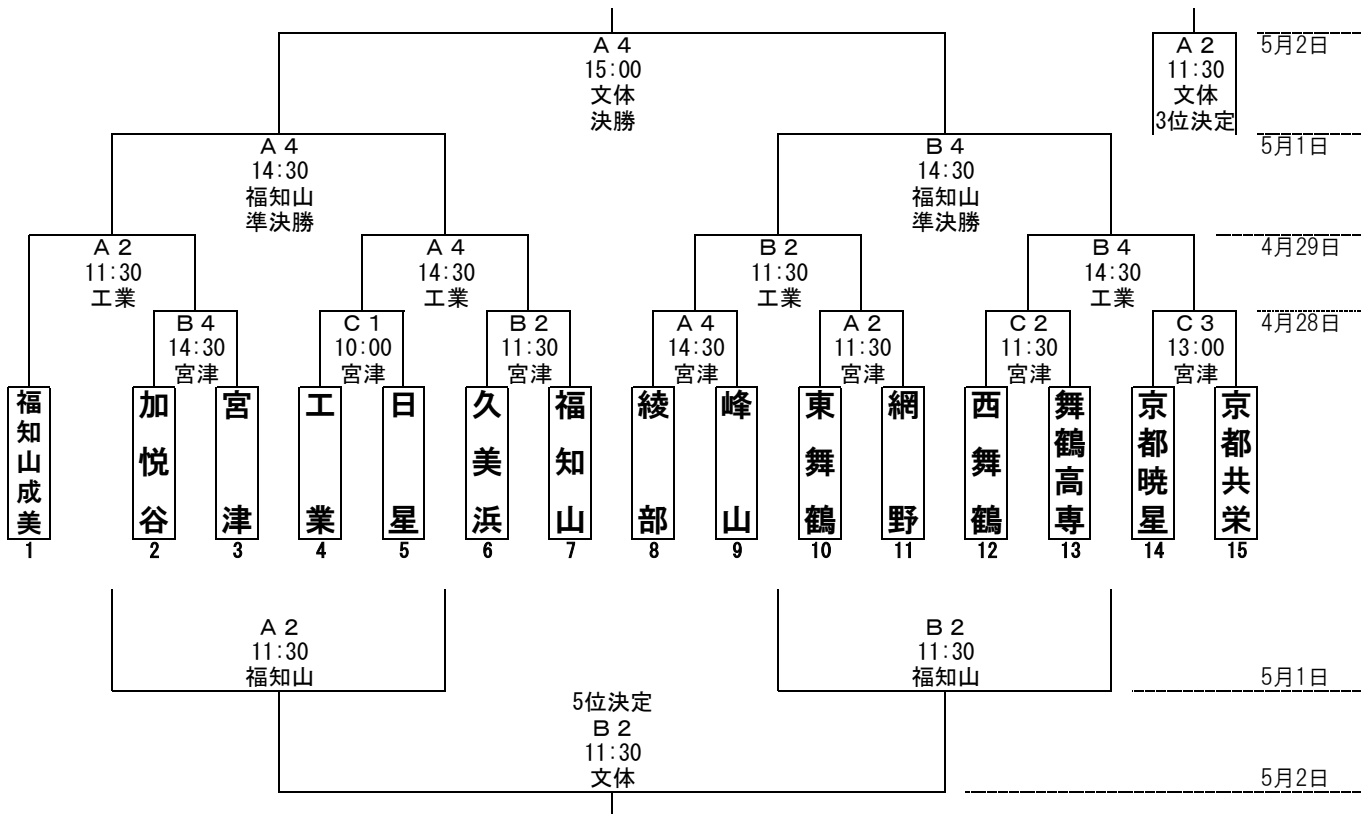 Ａ４
15:00
文体
決勝
Ａ２
11:30
文体
3位決定
5月2日
Ａ４
14:30
福知山
準決勝
Ｂ４
14:30
福知山
準決勝
5月1日
Ａ２
11:30
工業
Ａ４
14:30
工業
Ｂ２
11:30
工業
Ｂ４
14:30
工業
4月29日
Ｂ４
14:30
宮津
Ｃ１
10:00
宮津
Ｂ２
11:30
宮津
Ａ４
14:30
宮津
Ａ２
11:30
宮津
Ｃ２
11:30
宮津
Ｃ３
13:00
宮津
4月28日
福知山成美
1
加悦谷
2
宮津
3
工業
4
日星
5
久美浜
6
福知山
7
綾部
8
峰山
9
東舞鶴
10
網野
11
西舞鶴
12
舞鶴高専
13
京都暁星
14
京都共栄
15
Ａ２
11:30
福知山
Ｂ２
11:30
福知山
5月1日
5位決定
Ｂ２
11:30
文体
5月2日